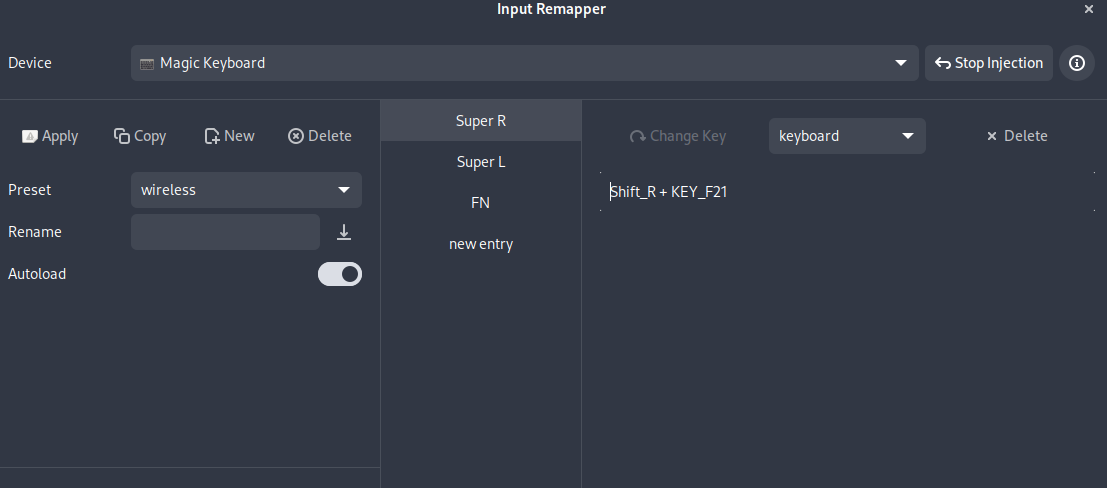 Input Remapper
Device
Magic Keyboard
Stop Injection
Apply
Copy
New
Delete
Preset
wireless
Rename
Autoload
Super R
Super L
FN
new entry
Change Key
keyboard
Delete
Shift_R + KEY_F21